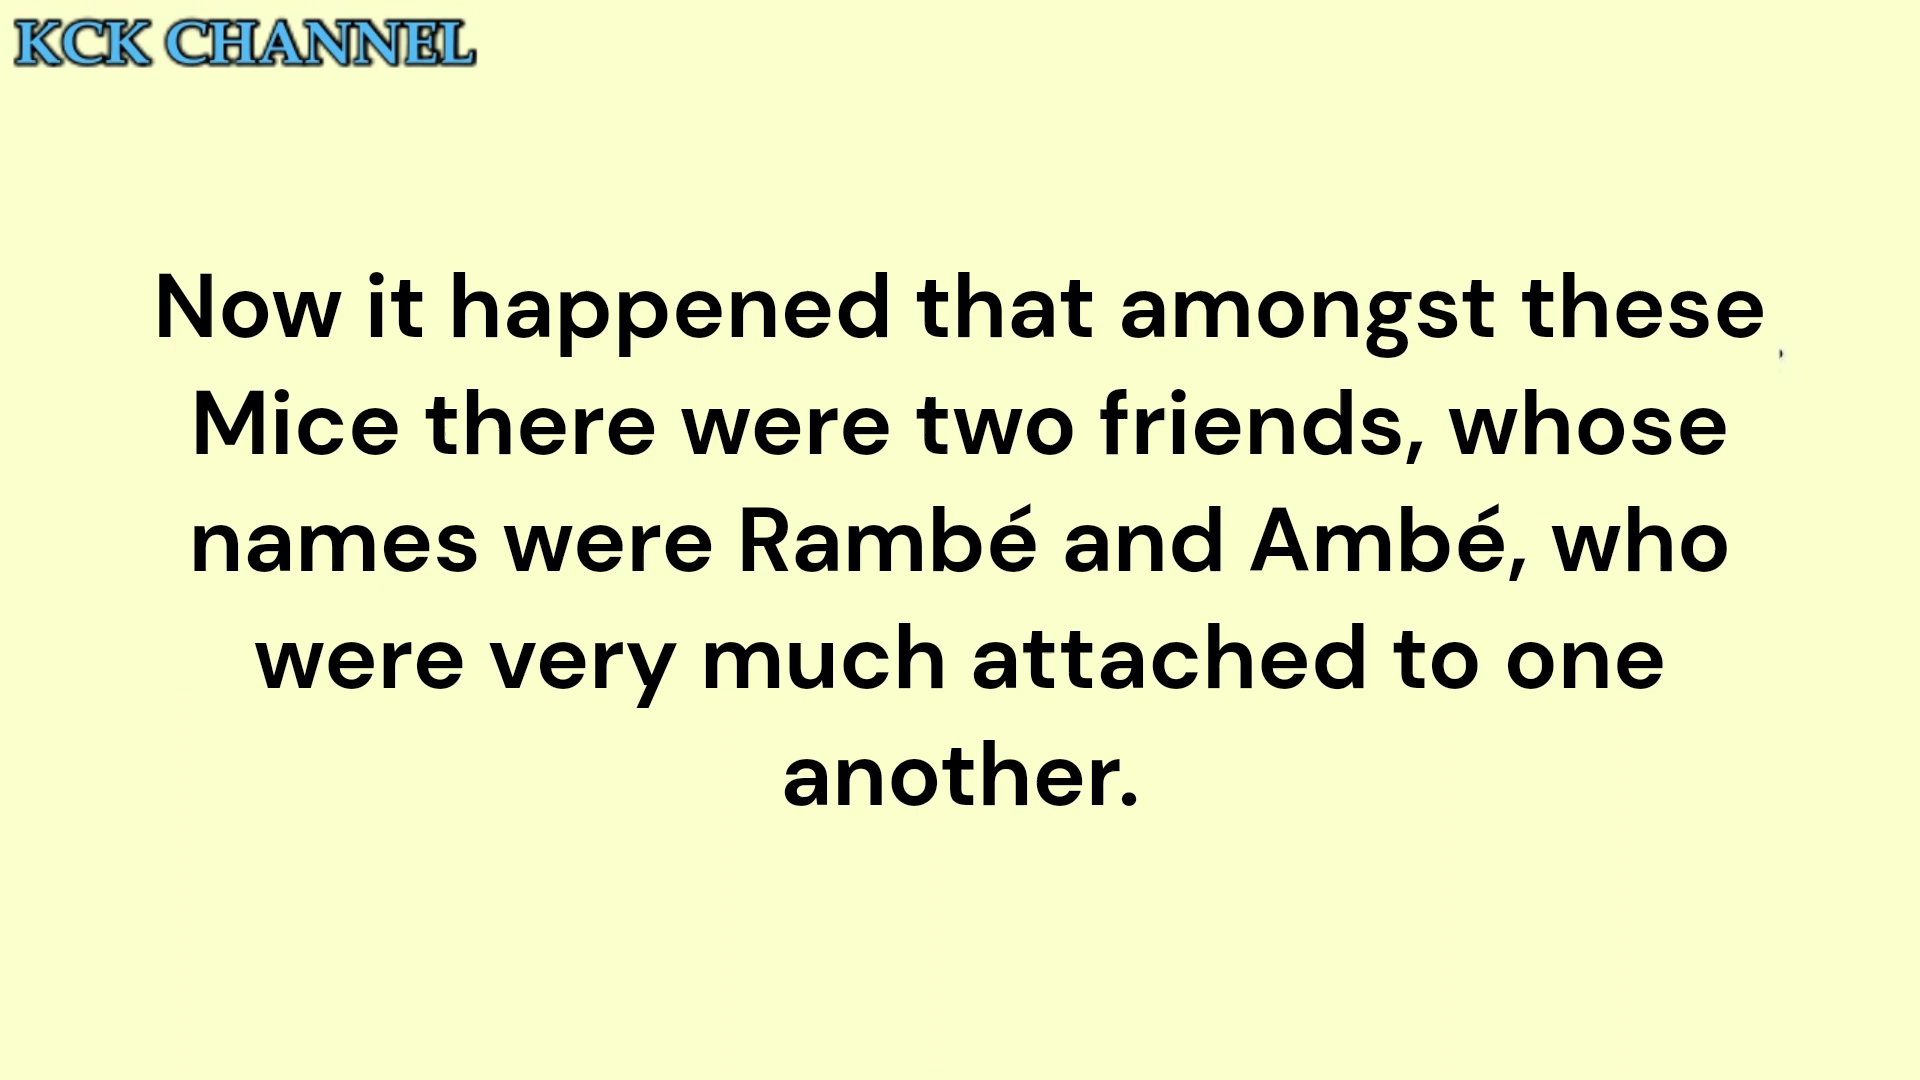 KCK CHANNEL
Now it happened that amongst these
Mice there were two friends, whose
names were Rambé and Ambé, who
were very much attached to one
another.